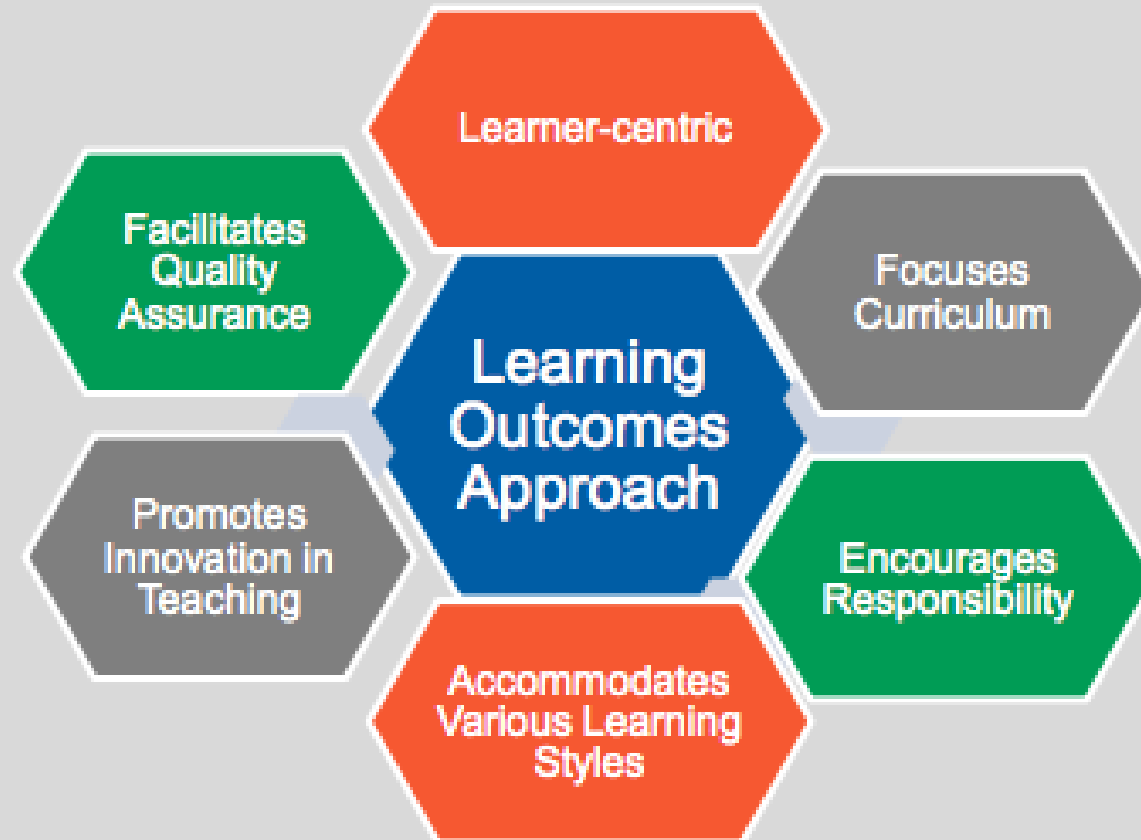 Learner-centric
Facilitates
Quality
Assurance
Focuses
Curriculum
Learning
Outcomes
Approach
Promotes
Innovation in
Teaching
Encourages
Responsibility
Accommodates
Various Learning
Styles